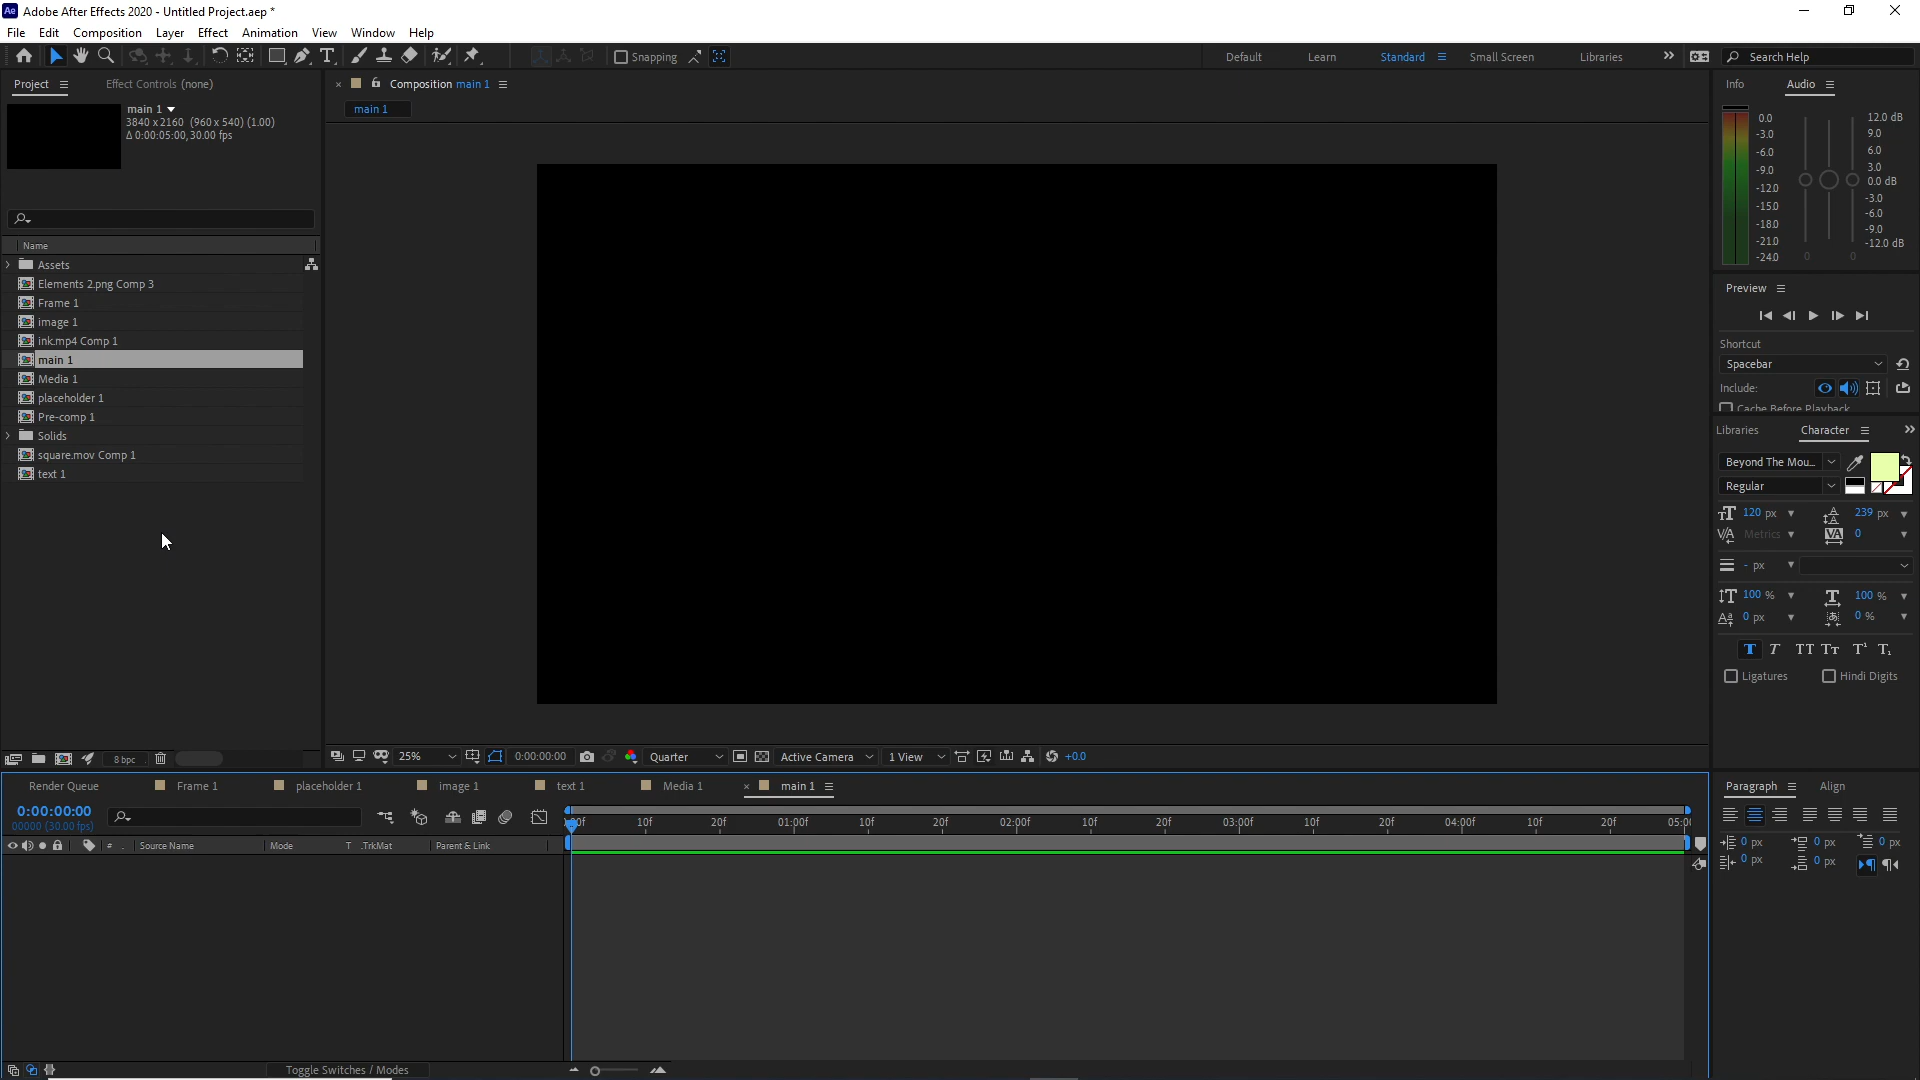 Adobe After Effects 2020 - Untitled Project.aep *
File Edit Composition Layer Effect Animation View Window Help
Snapping Default Learn Standard Small Screen Libraries Search Help
Project Effect Controls (none)
main 1
3840 x 2160 (960 x 540) (1.00)
Δ 0:00:05:00, 30.00 fps
Name
Assets
Elements 2.png Comp 3
Frame 1
image 1
ink.mp4 Comp 1
main 1
Media 1
placeholder 1
Pre-comp 1
Solids
square.mov Comp 1
text 1
8 bpc
Composition main 1
main 1
25% 0:00:00:00 Quarter Active Camera 1 View +0.0
Info Audio
0.0 12.0 dB
-3.0 9.0
-6.0 6.0
-9.0 3.0
-12.0 0.0 dB
-15.0 -3.0
-18.0 -6.0
-21.0 -9.0
-24.0 -12.0 dB
0 0
Preview
Shortcut
Spacebar
Include:
Cache Before Playback
Libraries Character
Beyond The Mou...
Regular
120 px 239 px
Metrics 0
- px
100 % 100 %
0 px 0 %
Ligatures Hindi Digits
Render Queue Frame 1 placeholder 1 image 1 text 1 Media 1 main 1
0:00:00:00
00000 (30.00 fps)
10f 20f 01:00f 10f 20f 02:00f 10f 20f 03:00f 10f 20f 04:00f 10f 20f
# Source Name Mode T .TrkMat Parent & Link
Toggle Switches / Modes
Paragraph Align
0 px 0 px 0 px
0 px 0 px